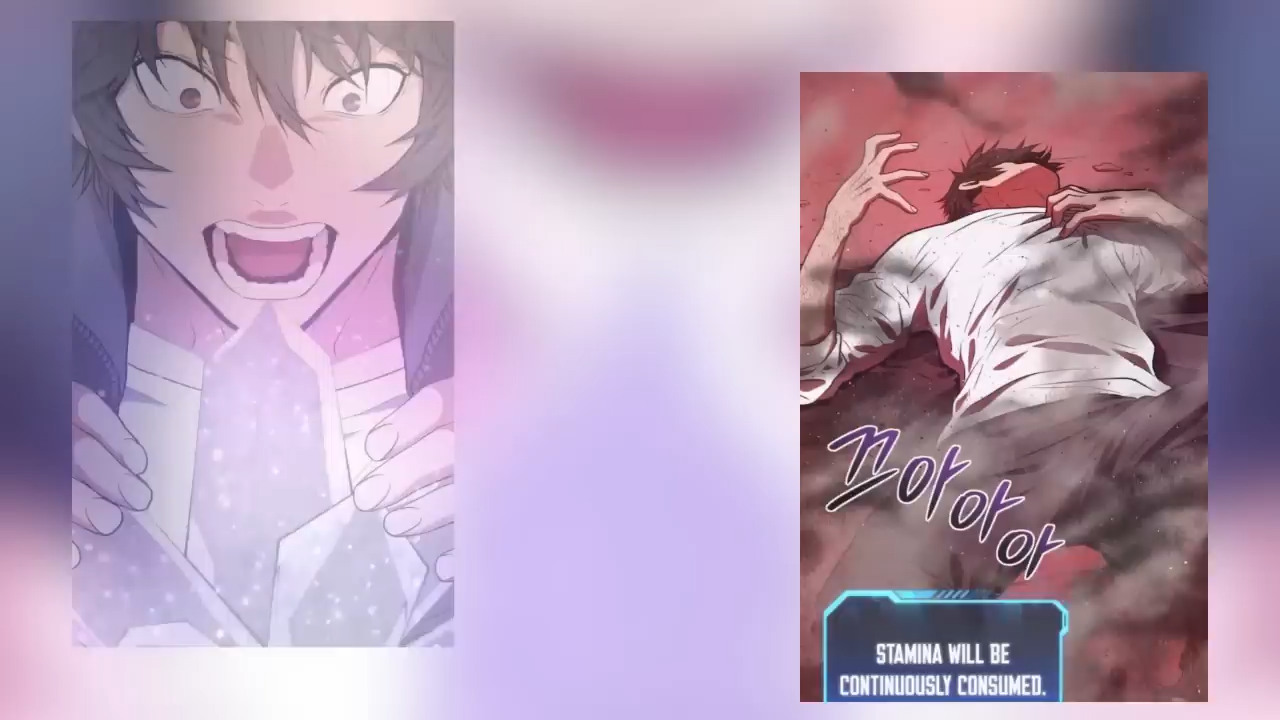 끄아아아
STAMINA WILL BE
CONTINUOUSLY CONSUMED.